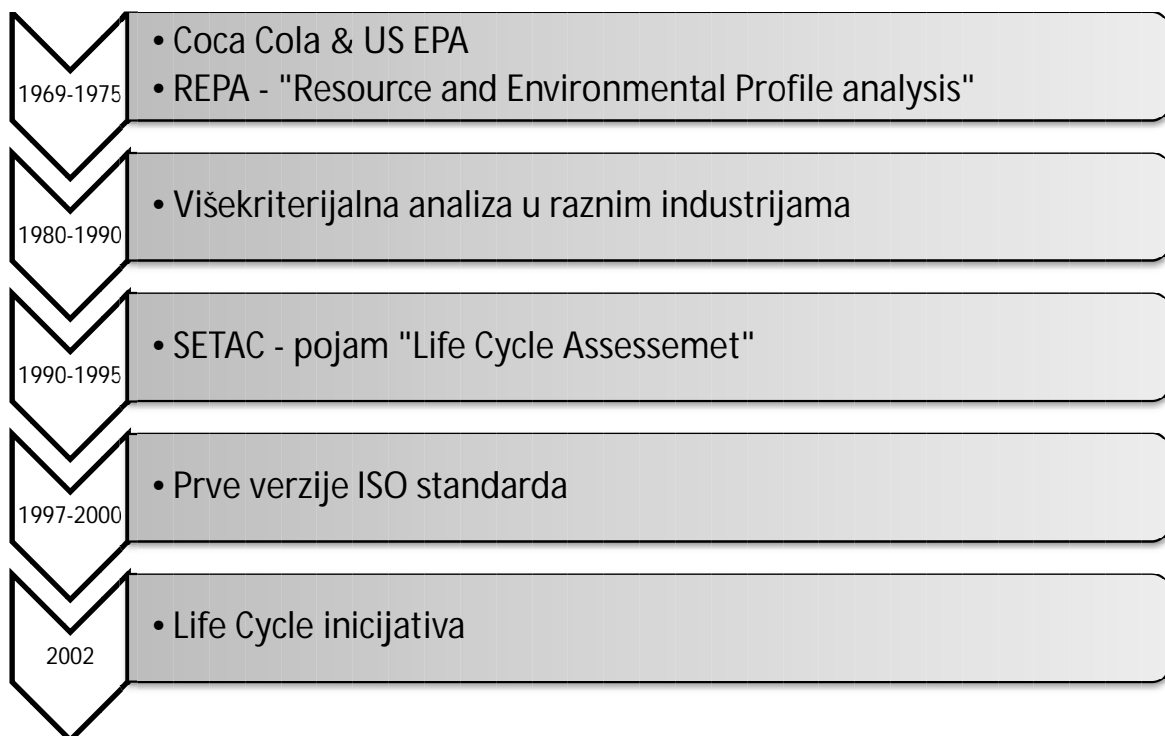 1969-1975
• Coca Cola & US EPA
• REPA - "Resource and Environmental Profile analysis"
1980-1990
• Višekriterijalna analiza u raznim industrijama
1990-1995
• SETAC - pojam "Life Cycle Assessemet"
1997-2000
• Prve verzije ISO standarda
2002
• Life Cycle inicijativa